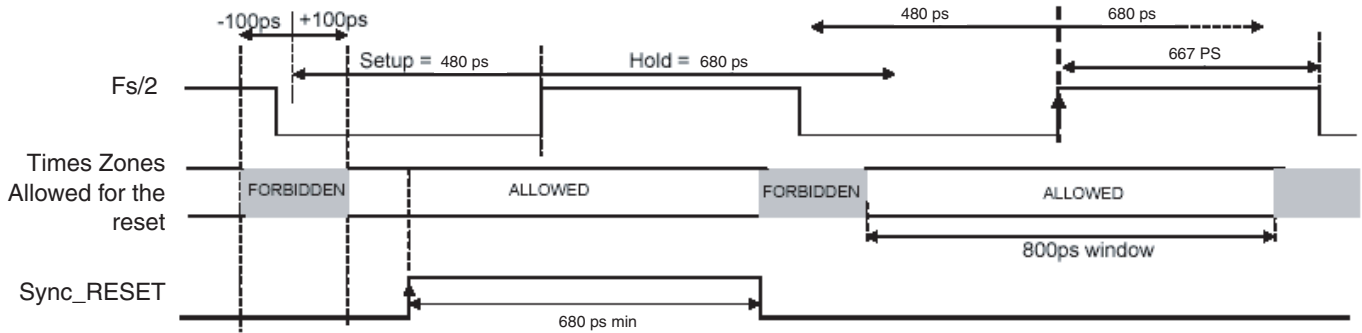 -100ps
+100ps
480 ps
680 ps
Setup = 480 ps
Hold = 680 ps
667 PS
Fs/2
Times Zones
Allowed for the
reset
FORBIDDEN
ALLOWED
FORBIDDEN
ALLOWED
800ps window
Sync_RESET
680 ps min